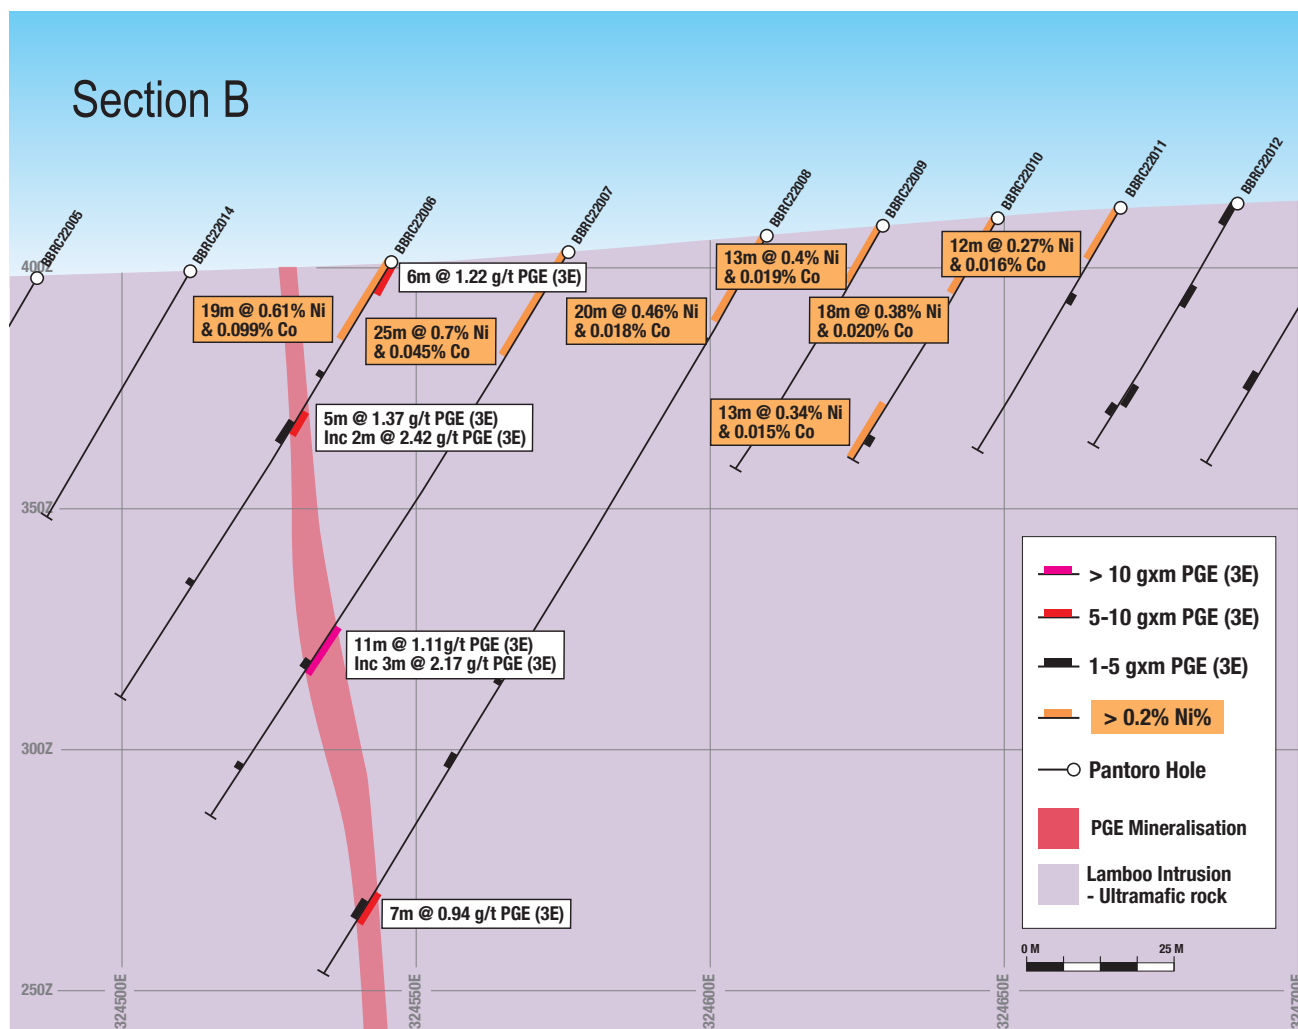 Section B
BBRC22005
BBRC22014
BBRC22006
BBRC22007
BBRC22008
BBRC22009
BBRC22010
BBRC22011
BBRC22012
400Z
350Z
300Z
250Z
6m @ 1.22 g/t PGE (3E)
19m @ 0.61% Ni
& 0.099% Co
25m @ 0.7% Ni
& 0.045% Co
20m @ 0.46% Ni
& 0.018% Co
13m @ 0.4% Ni
& 0.019% Co
18m @ 0.38% Ni
& 0.020% Co
12m @ 0.27% Ni
& 0.016% Co
5m @ 1.37 g/t PGE (3E)
Inc 2m @ 2.42 g/t PGE (3E)
13m @ 0.34% Ni
& 0.015% Co
11m @ 1.11g/t PGE (3E)
Inc 3m @ 2.17 g/t PGE (3E)
7m @ 0.94 g/t PGE (3E)
> 10 gxm PGE (3E)
5-10 gxm PGE (3E)
1-5 gxm PGE (3E)
> 0.2% Ni%
Pantoro Hole
PGE Mineralisation
Lamboo Intrusion
- Ultramafic rock
0 M 25 M
324500E
324550E
324600E
324650E
324700E